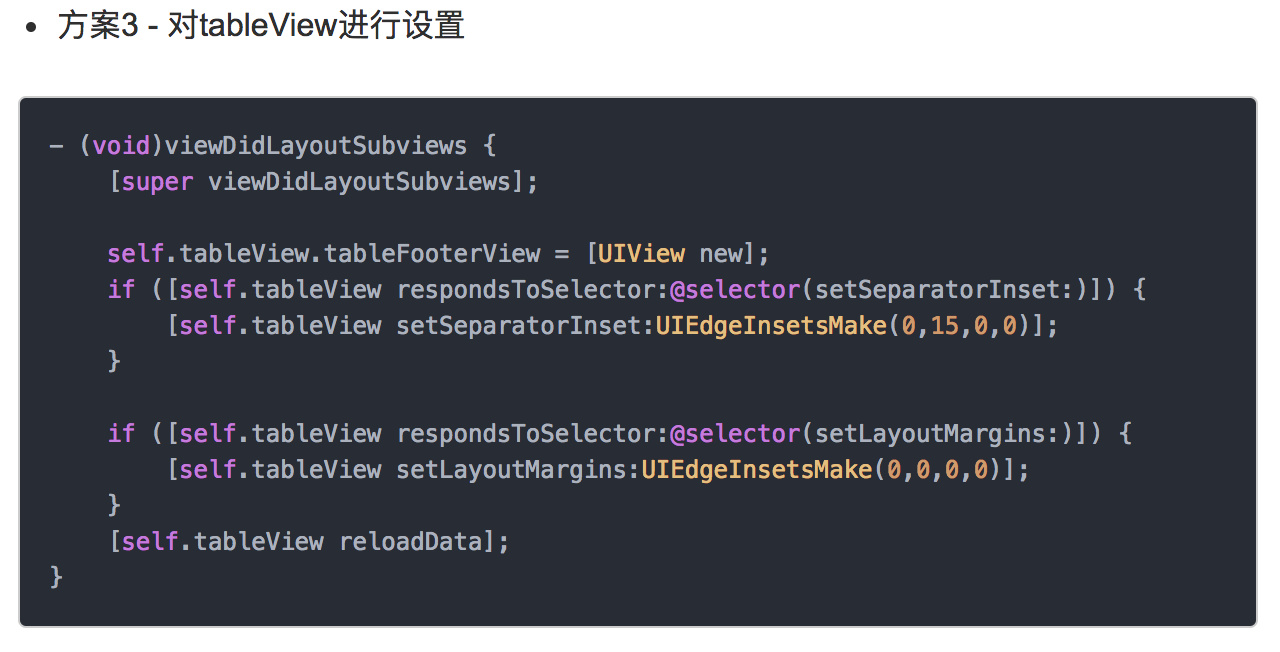 • 方案3 - 对tableView进行设置
- (void)viewDidLayoutSubviews {
    [super viewDidLayoutSubviews];

    self.tableView.tableFooterView = [UIView new];
    if ([self.tableView respondsToSelector:@selector(setSeparatorInset:)]) {
        [self.tableView setSeparatorInset:UIEdgeInsetsMake(0,15,0,0)];
    }

    if ([self.tableView respondsToSelector:@selector(setLayoutMargins:)]) {
        [self.tableView setLayoutMargins:UIEdgeInsetsMake(0,0,0,0)];
    }
    [self.tableView reloadData];
}